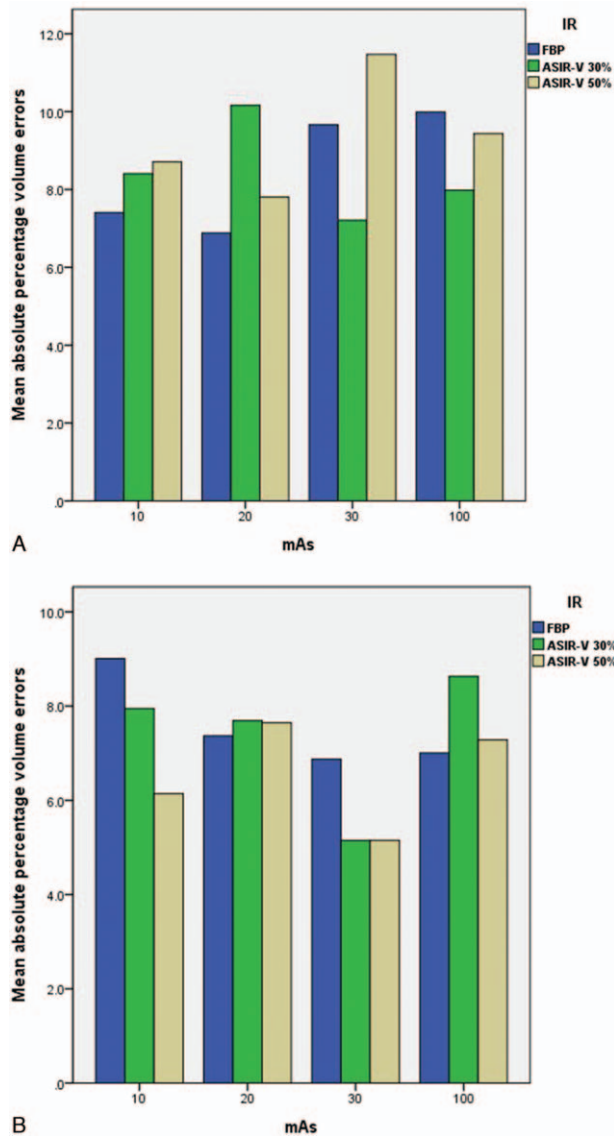 IR
FBP
ASIR-V 30%
ASIR-V 50%
Mean absolute percentage volume errors
12.0
10.0
8.0
6.0
4.0
2.0
.0
10 20 30 100
mAs
A
IR
FBP
ASIR-V 30%
ASIR-V 50%
Mean absolute percentage volume errors
10.0
8.0
6.0
4.0
2.0
.0
10 20 30 100
mAs
B